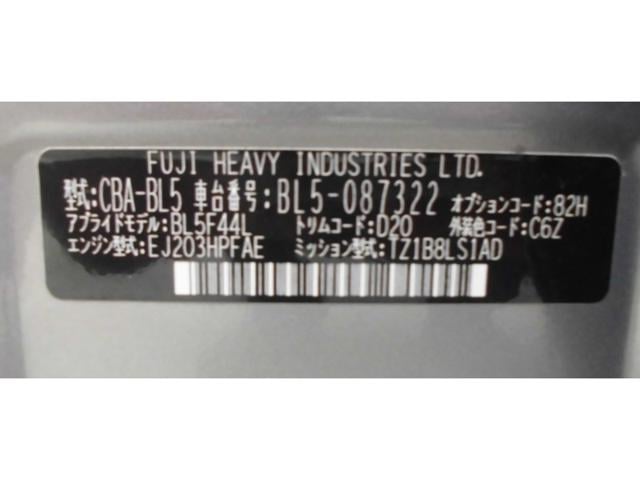 FUJI HEAVY INDUSTRIES LTD.
型式:CBA-BL5 車台番号:BL5-087322 オプションコード:82H
アプライドモデル:BL5F44L トリムコード:D20 外装色コード:C6Z
エンジン型式:EJ203HPFAE ミッション型式:TZ1B8LS1AD